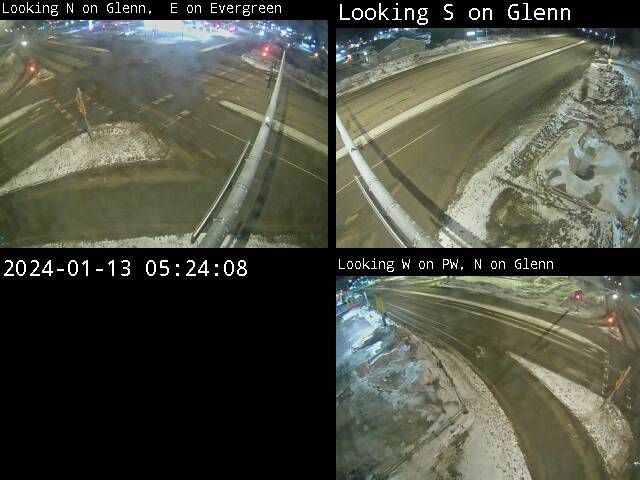 Looking N on Glenn, E on Evergreen
Looking S on Glenn
2024-01-13 05:24:08
Looking W on PW, N on Glenn